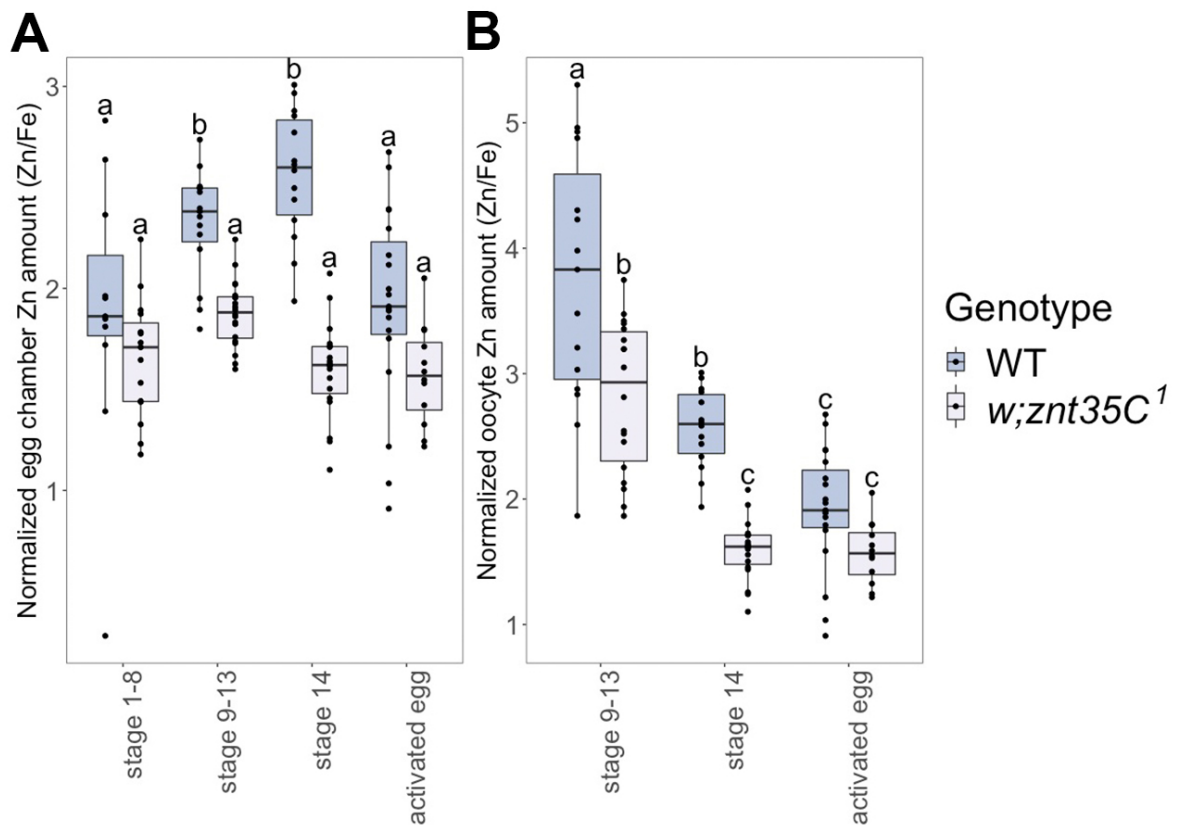 A
B
Normalized egg chamber Zn amount (Zn/Fe)
3
2
1
a
a
b
a
b
a
a
a
stage 1-8
stage 9-13
stage 14
activated egg
Normalized oocyte Zn amount (Zn/Fe)
5
4
3
2
1
a
b
b
c
c
c
stage 9-13
stage 14
activated egg
Genotype
WT
w;znt35C¹